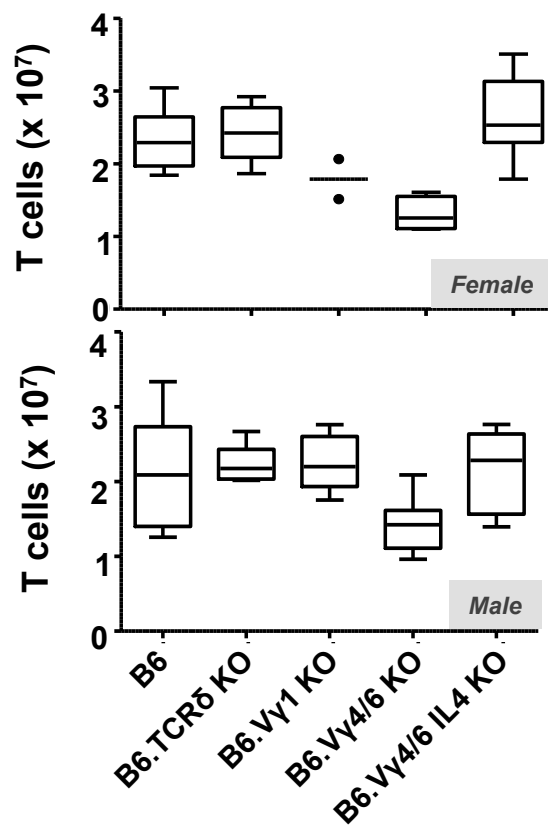 T cells (x 10⁷)
4
3
2
1
0
Female
T cells (x 10⁷)
4
3
2
1
0
Male
B6
B6.TCRδ KO
B6.Vγ1 KO
B6.Vγ4/6 KO
B6.Vγ4/6 IL4 KO